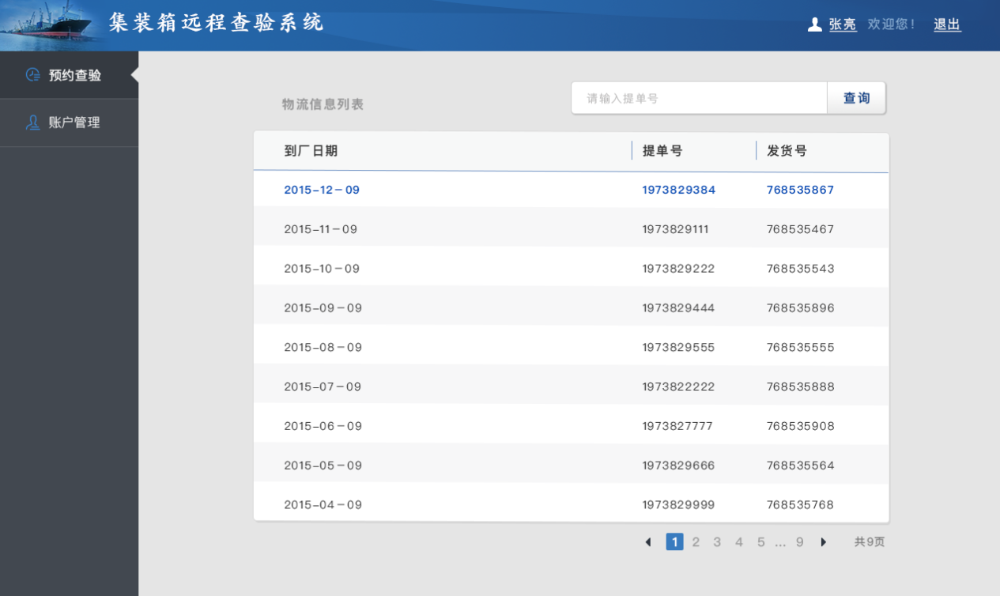 集装箱远程查验系统
张亮 欢迎您! 退出
预约查验
账户管理
物流信息列表
请输入提单号 查询
到厂日期 提单号 发货号
2015-12-09 1973829384 768535867
2015-11-09 1973829111 768535467
2015-10-09 1973829222 768535543
2015-09-09 1973829444 768535896
2015-08-09 1973829555 768535555
2015-07-09 1973822222 768535888
2015-06-09 1973827777 768535908
2015-05-09 1973829666 768535564
2015-04-09 1973829999 768535768
1 2 3 4 5 ... 9 共9页